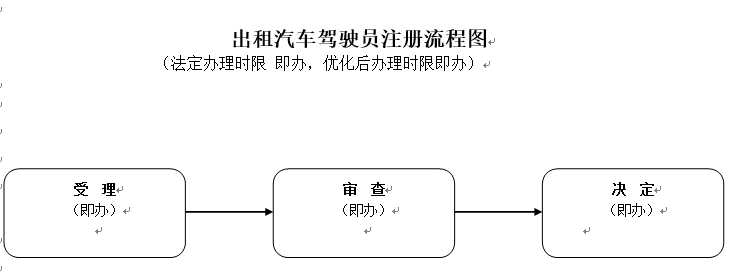 出租汽车驾驶员注册流程图
（法定办理时限 即办，优化后办理时限即办）
受 理
（即办）
审 查
（即办）
决 定
（即办）